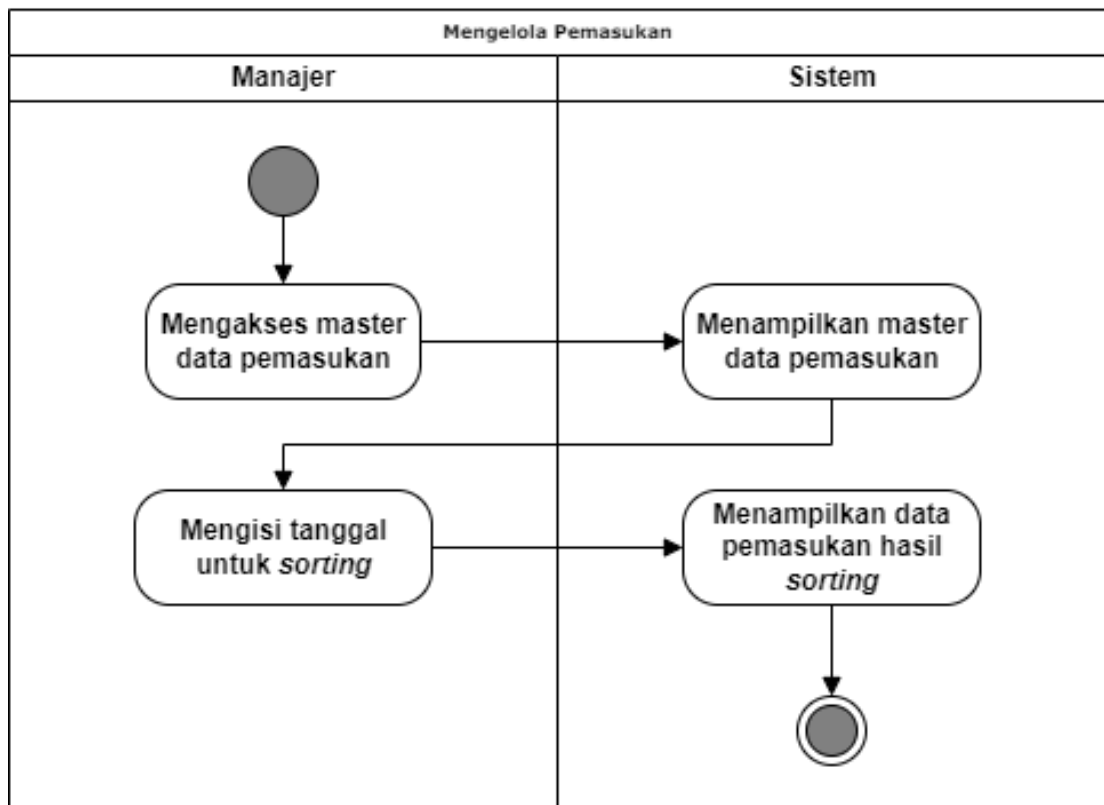 Mengelola Pemasukan
Manajer
Sistem
Mengakses master
data pemasukan
Menampilkan master
data pemasukan
Mengisi tanggal
untuk sorting
Menampilkan data
pemasukan hasil
sorting